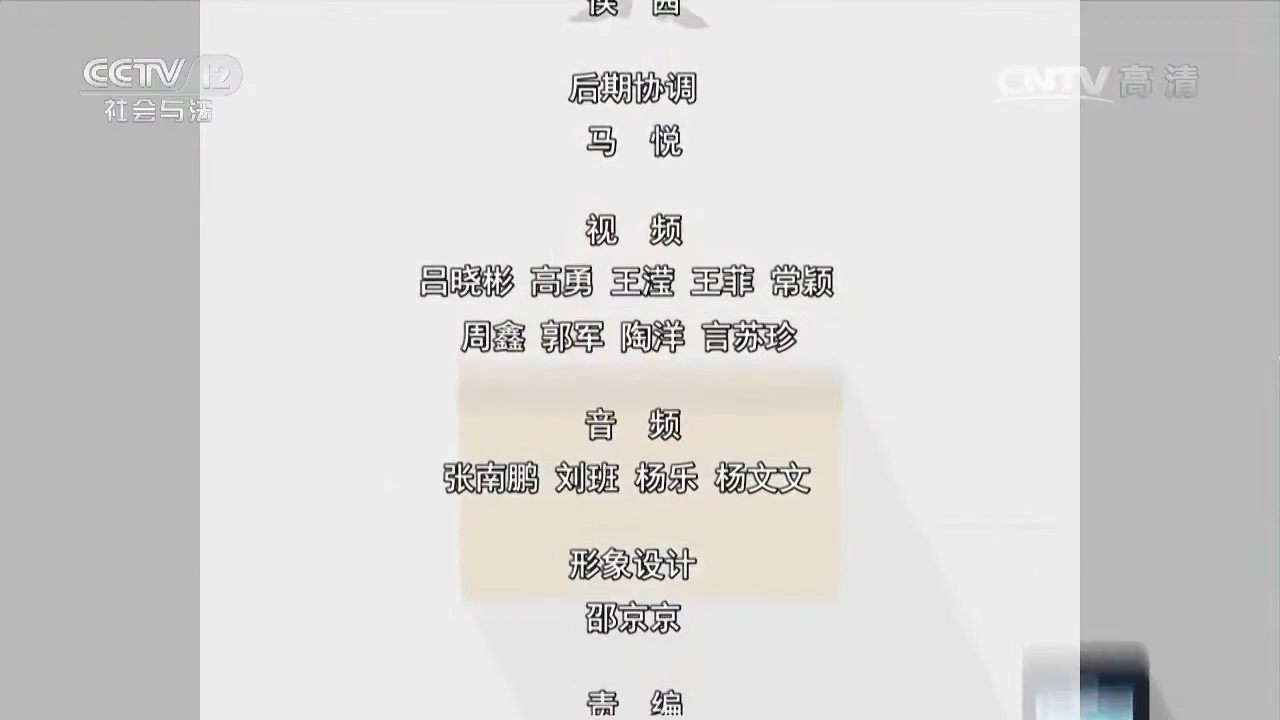 后期协调
马 悦
视 频
吕晓彬 高勇 王滢 王菲 常颖
周鑫 郭军 陶洋 言苏珍
音 频
张南鹏 刘班 杨乐 杨文文
形象设计
邵京京
责 编
CCTV 12
社会与法
CNTV 高清